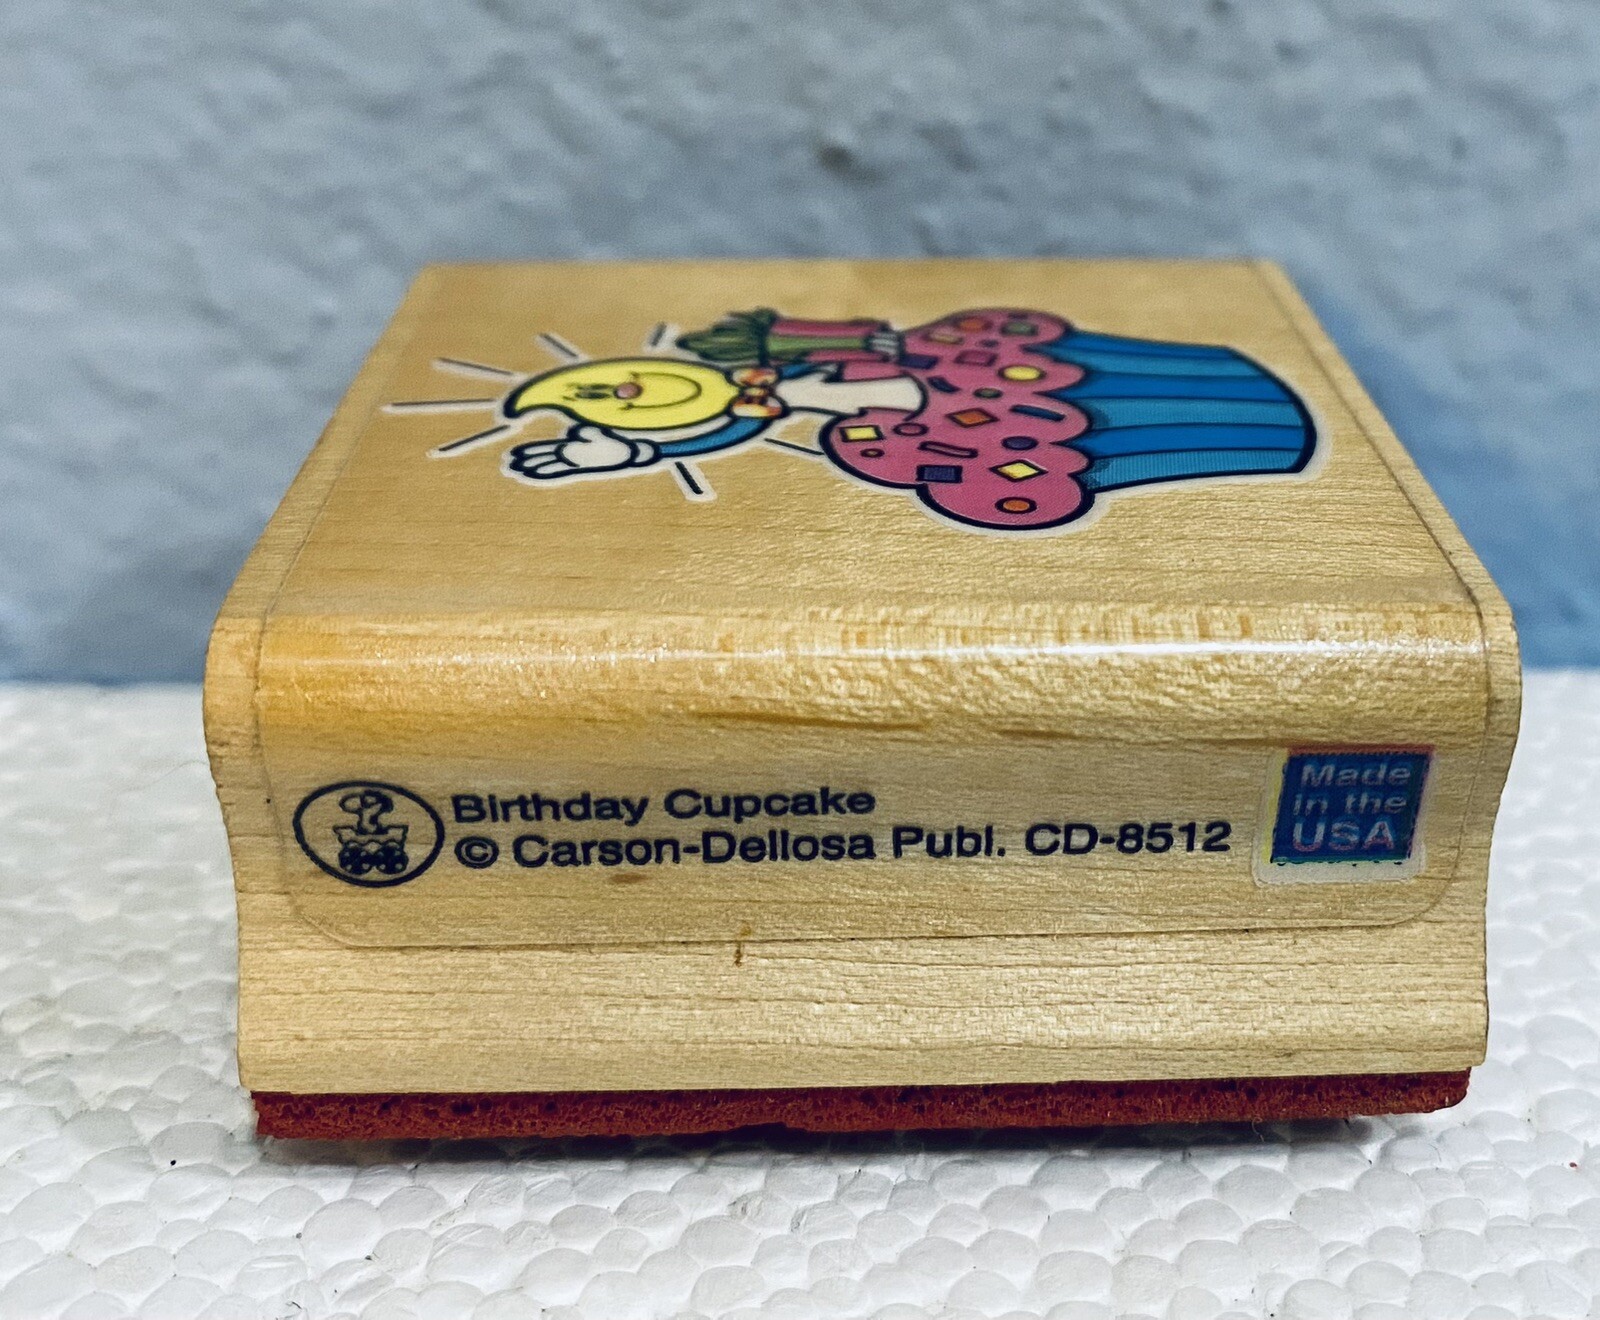 Birthday Cupcake
© Carson-Dellosa Publ. CD-8512
Made
in the
USA